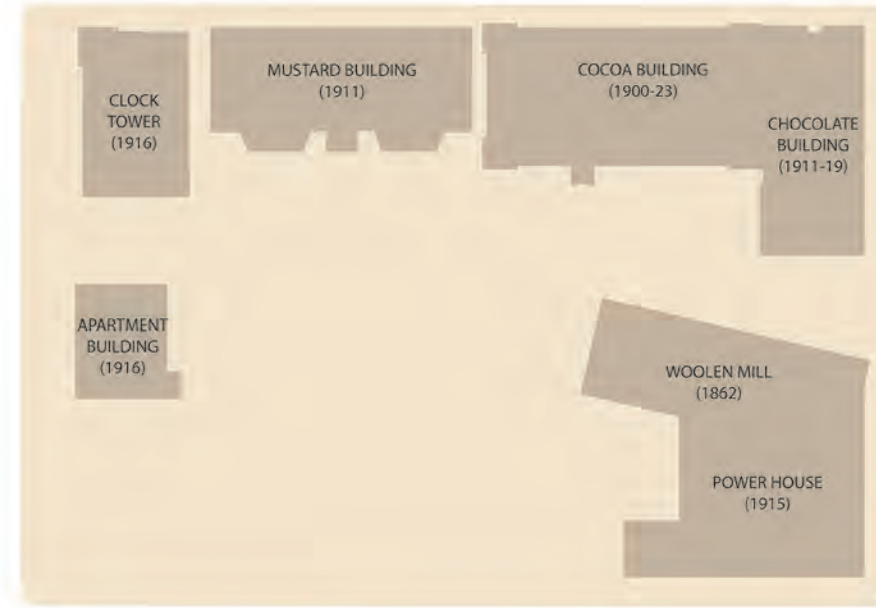 MUSTARD BUILDING
(1911)
COCOA BUILDING
(1900-23)
CLOCK
TOWER
(1916)
CHOCOLATE
BUILDING
(1911-19)
APARTMENT
BUILDING
(1916)
WOOLEN MILL
(1862)
POWER HOUSE
(1915)